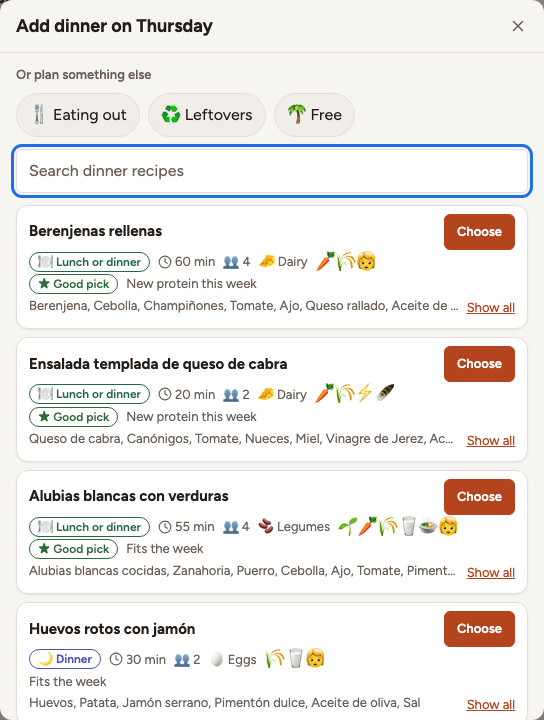 Add dinner on Thursday
Or plan something else
Eating out
Leftovers
Free
Search dinner recipes
Berenjenas rellenas
Choose
Lunch or dinner 60 min 4 Dairy
Good pick New protein this week
Berenjena, Cebolla, Champiñones, Tomate, Ajo, Queso rallado, Aceite de ... Show all
Ensalada templada de queso de cabra
Choose
Lunch or dinner 20 min 2 Dairy
Good pick New protein this week
Queso de cabra, Canónigos, Tomate, Nueces, Miel, Vinagre de Jerez, Ac... Show all
Alubias blancas con verduras
Choose
Lunch or dinner 55 min 4 Legumes
Good pick Fits the week
Alubias blancas cocidas, Zanahoria, Puerro, Cebolla, Ajo, Tomate, Piment... Show all
Huevos rotos con jamón
Choose
Dinner 30 min 2 Eggs
Fits the week
Huevos, Patata, Jamón serrano, Pimentón dulce, Aceite de oliva, Sal Show all